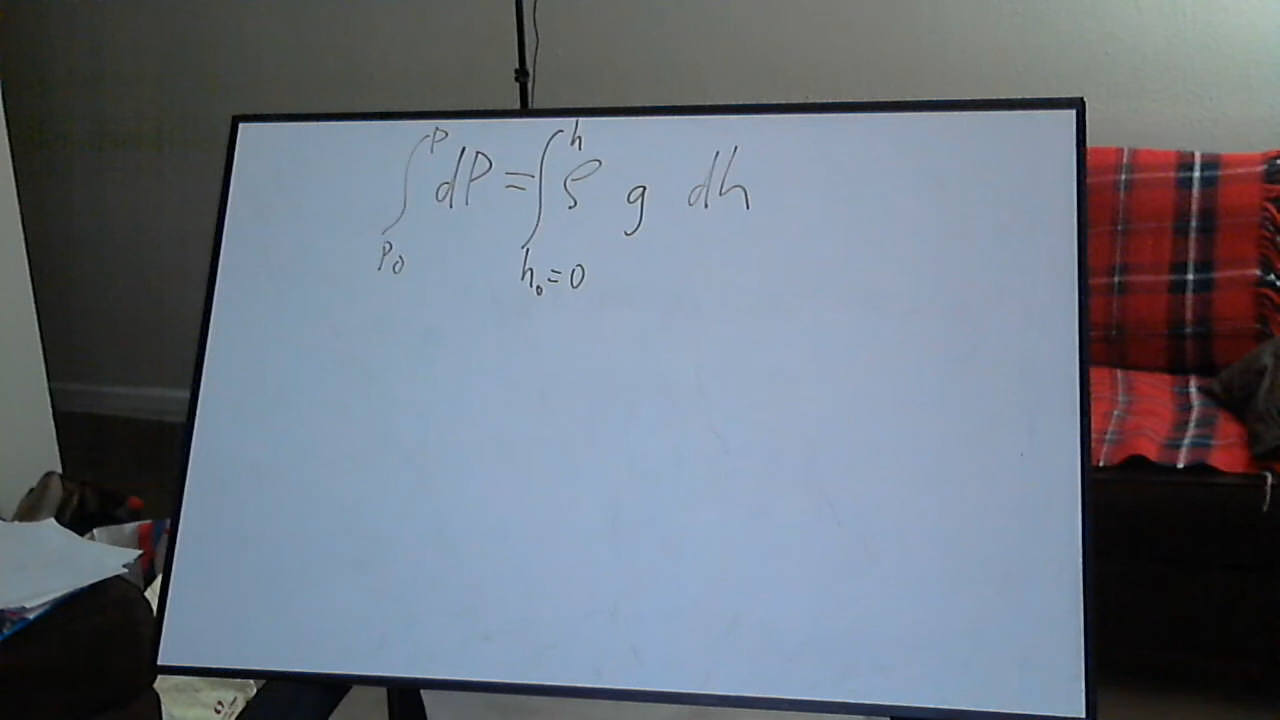 ∫_{P₀}^{P} dP = ∫_{h₀=0}^{h} ρ g dh